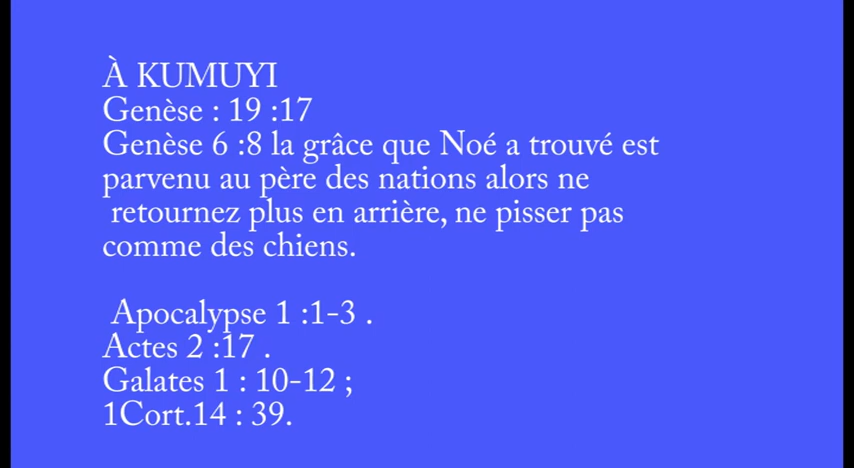 À KUMUYI
Genèse : 19 :17
Genèse 6 :8 la grâce que Noé a trouvé est
parvenu au père des nations alors ne
retournez plus en arrière, ne pisser pas
comme des chiens.
Apocalypse 1 :1-3 .
Actes 2 :17 .
Galates 1 : 10-12 ;
1Cort.14 : 39.